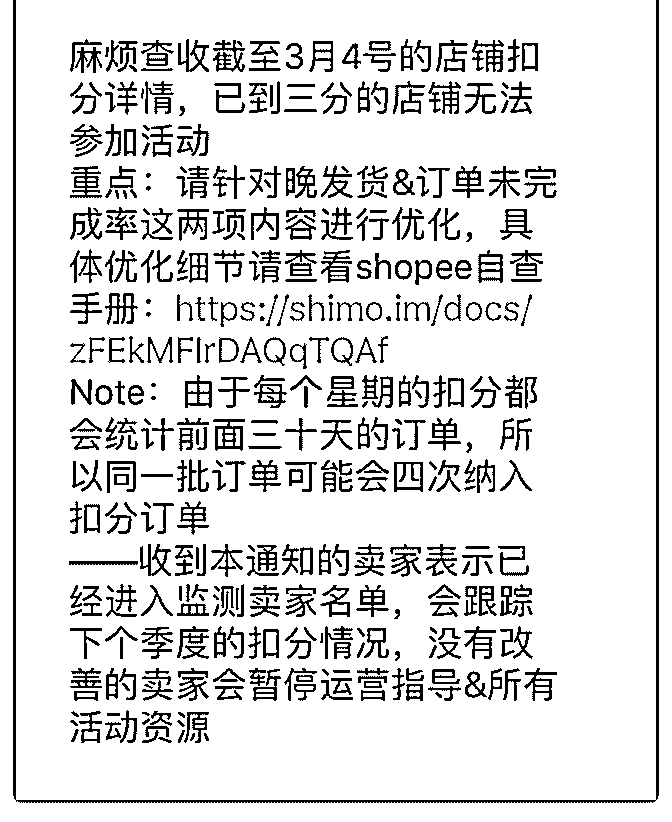 麻烦查收截至3月4号的店铺扣
分详情，已到三分的店铺无法
参加活动
重点：请针对晚发货&订单未完
成率这两项内容进行优化，具
体优化细节请查看shopee自查
手册：https://shimo.im/docs/
zFEkMFIrDAQqTQAf
Note：由于每个星期的扣分都
会统计前面三十天的订单，所
以同一批订单可能会四次纳入
扣分订单
——收到本通知的卖家表示已
经进入监测卖家名单，会跟踪
下个季度的扣分情况，没有改
善的卖家会暂停运营指导&所有
活动资源